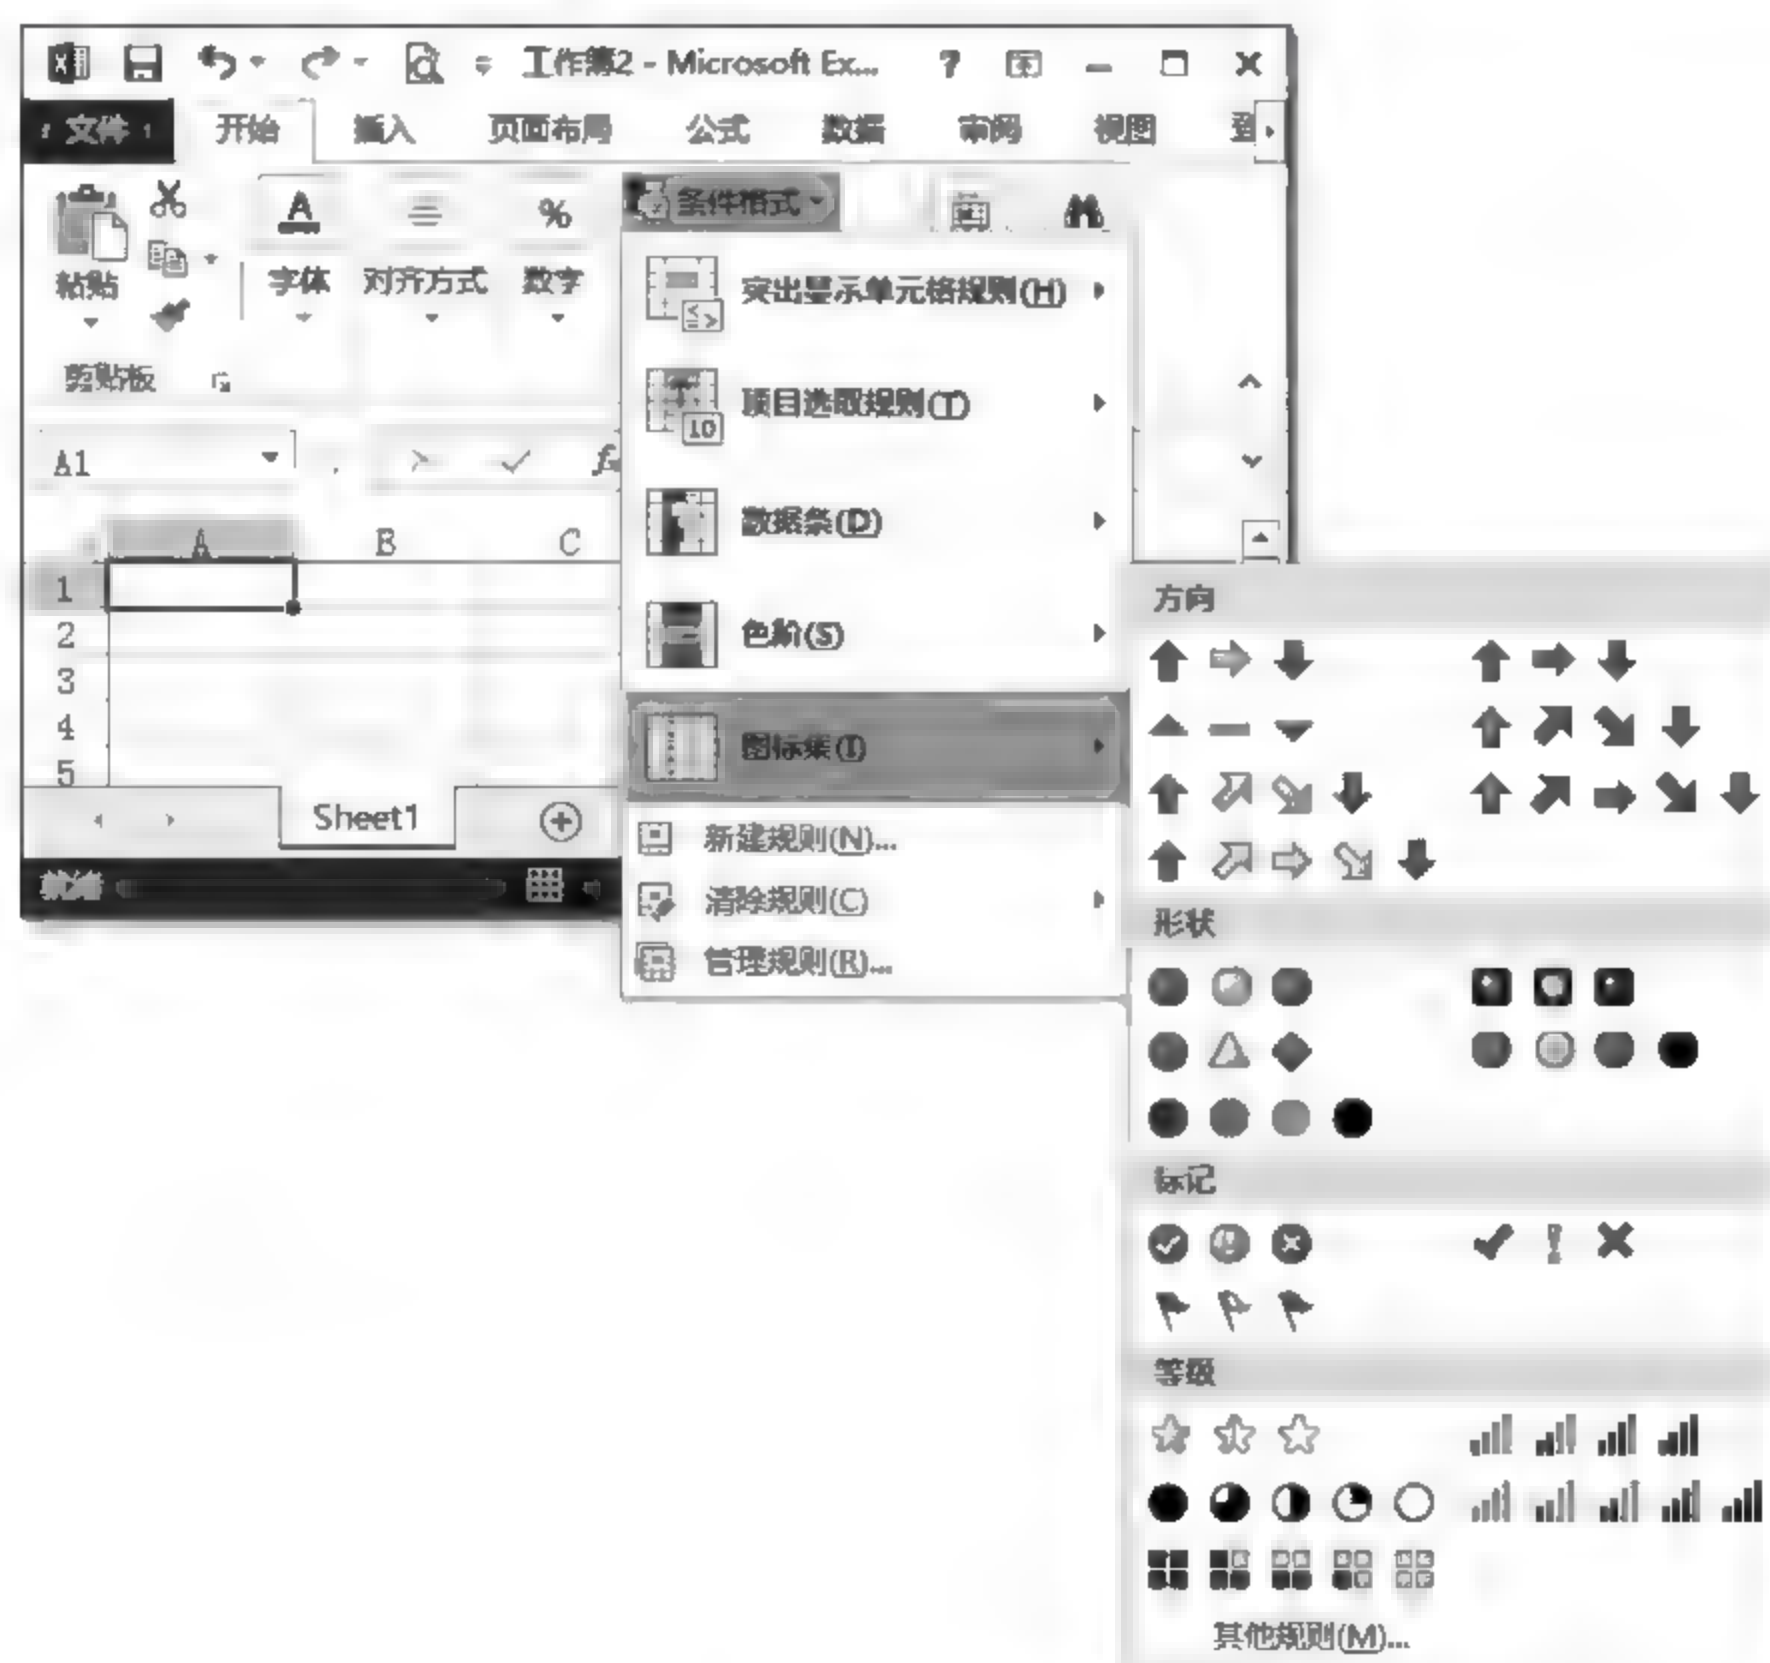 工作簿2 - Microsoft Ex...
文件 开始 插入 页面布局 公式 数据 审阅 视图
条件格式
粘贴 字体 对齐方式 数字
剪贴板
突出显示单元格规则(H)
项目选取规则(T)
10
A1
数据条(D)
A B C
1
2
3
4
5
色阶(S)
图标集(I)
Sheet1
新建规则(N)...
清除规则(C)
管理规则(R)...
就绪
方向
形状
标记
等级
其他规则(M)...